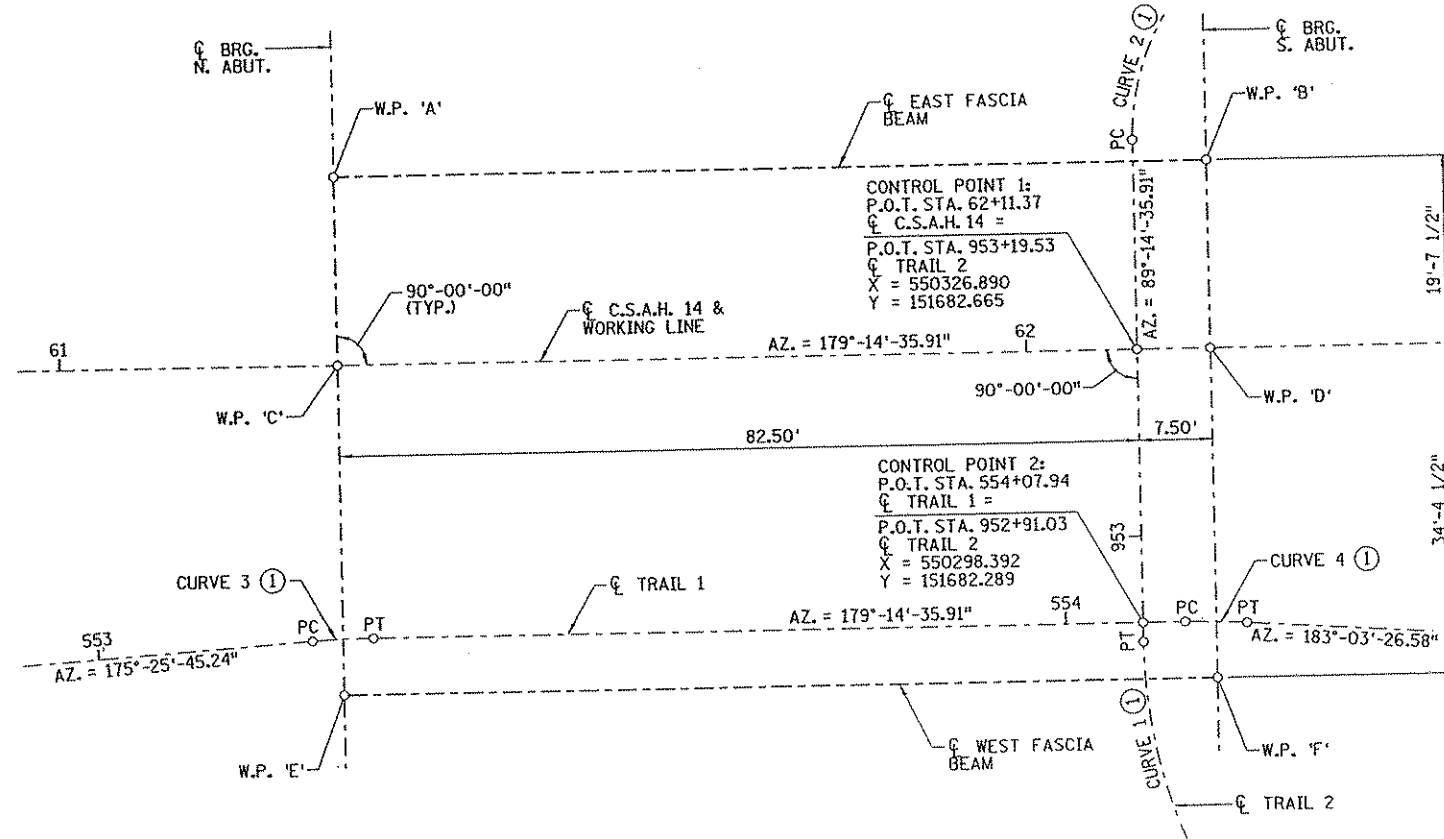 ℄ BRG.
N. ABUT.
W.P. 'A'
℄ EAST FASCIA
BEAM
CURVE 2 ①
PC
℄ BRG.
S. ABUT.
W.P. 'B'
CONTROL POINT 1:
P.O.T. STA. 62+11.37
℄ C.S.A.H. 14 =
P.O.T. STA. 953+19.53
℄ TRAIL 2
X = 550326.890
Y = 151682.665
AZ. = 89°-14'-35.91"
19'-7 1/2"
90°-00'-00"
(TYP.)
℄ C.S.A.H. 14 &
WORKING LINE
61
AZ. = 179°-14'-35.91"
62
W.P. 'C'
90°-00'-00"
W.P. 'D'
82.50'
7.50'
CONTROL POINT 2:
P.O.T. STA. 554+07.94
℄ TRAIL 1 =
P.O.T. STA. 952+91.03
℄ TRAIL 2
X = 550298.392
Y = 151682.289
953
34'-4 1/2"
CURVE 3 ①
℄ TRAIL 1
CURVE 4 ①
553
PC
PT
AZ. = 179°-14'-35.91"
554
PC
PT
AZ. = 175°-25'-45.24"
PT
AZ. = 183°-03'-26.58"
W.P. 'E'
℄ WEST FASCIA
BEAM
CURVE 1 ①
W.P. 'F'
℄ TRAIL 2